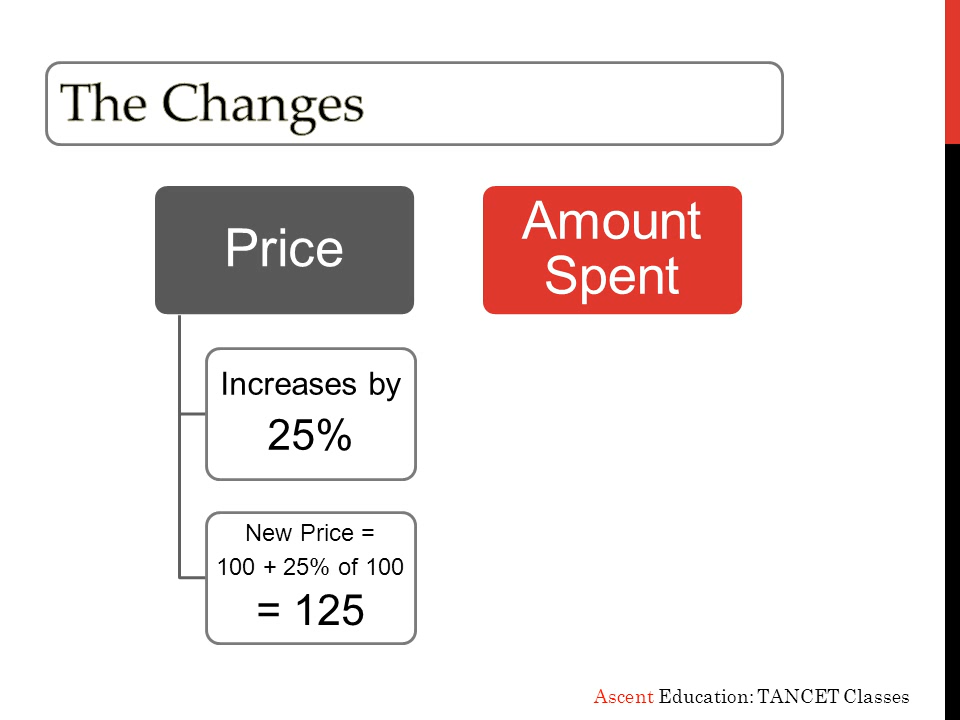 The Changes
Price
Amount
Spent
Increases by
25%
New Price =
100 + 25% of 100
= 125
Ascent Education: TANCET Classes